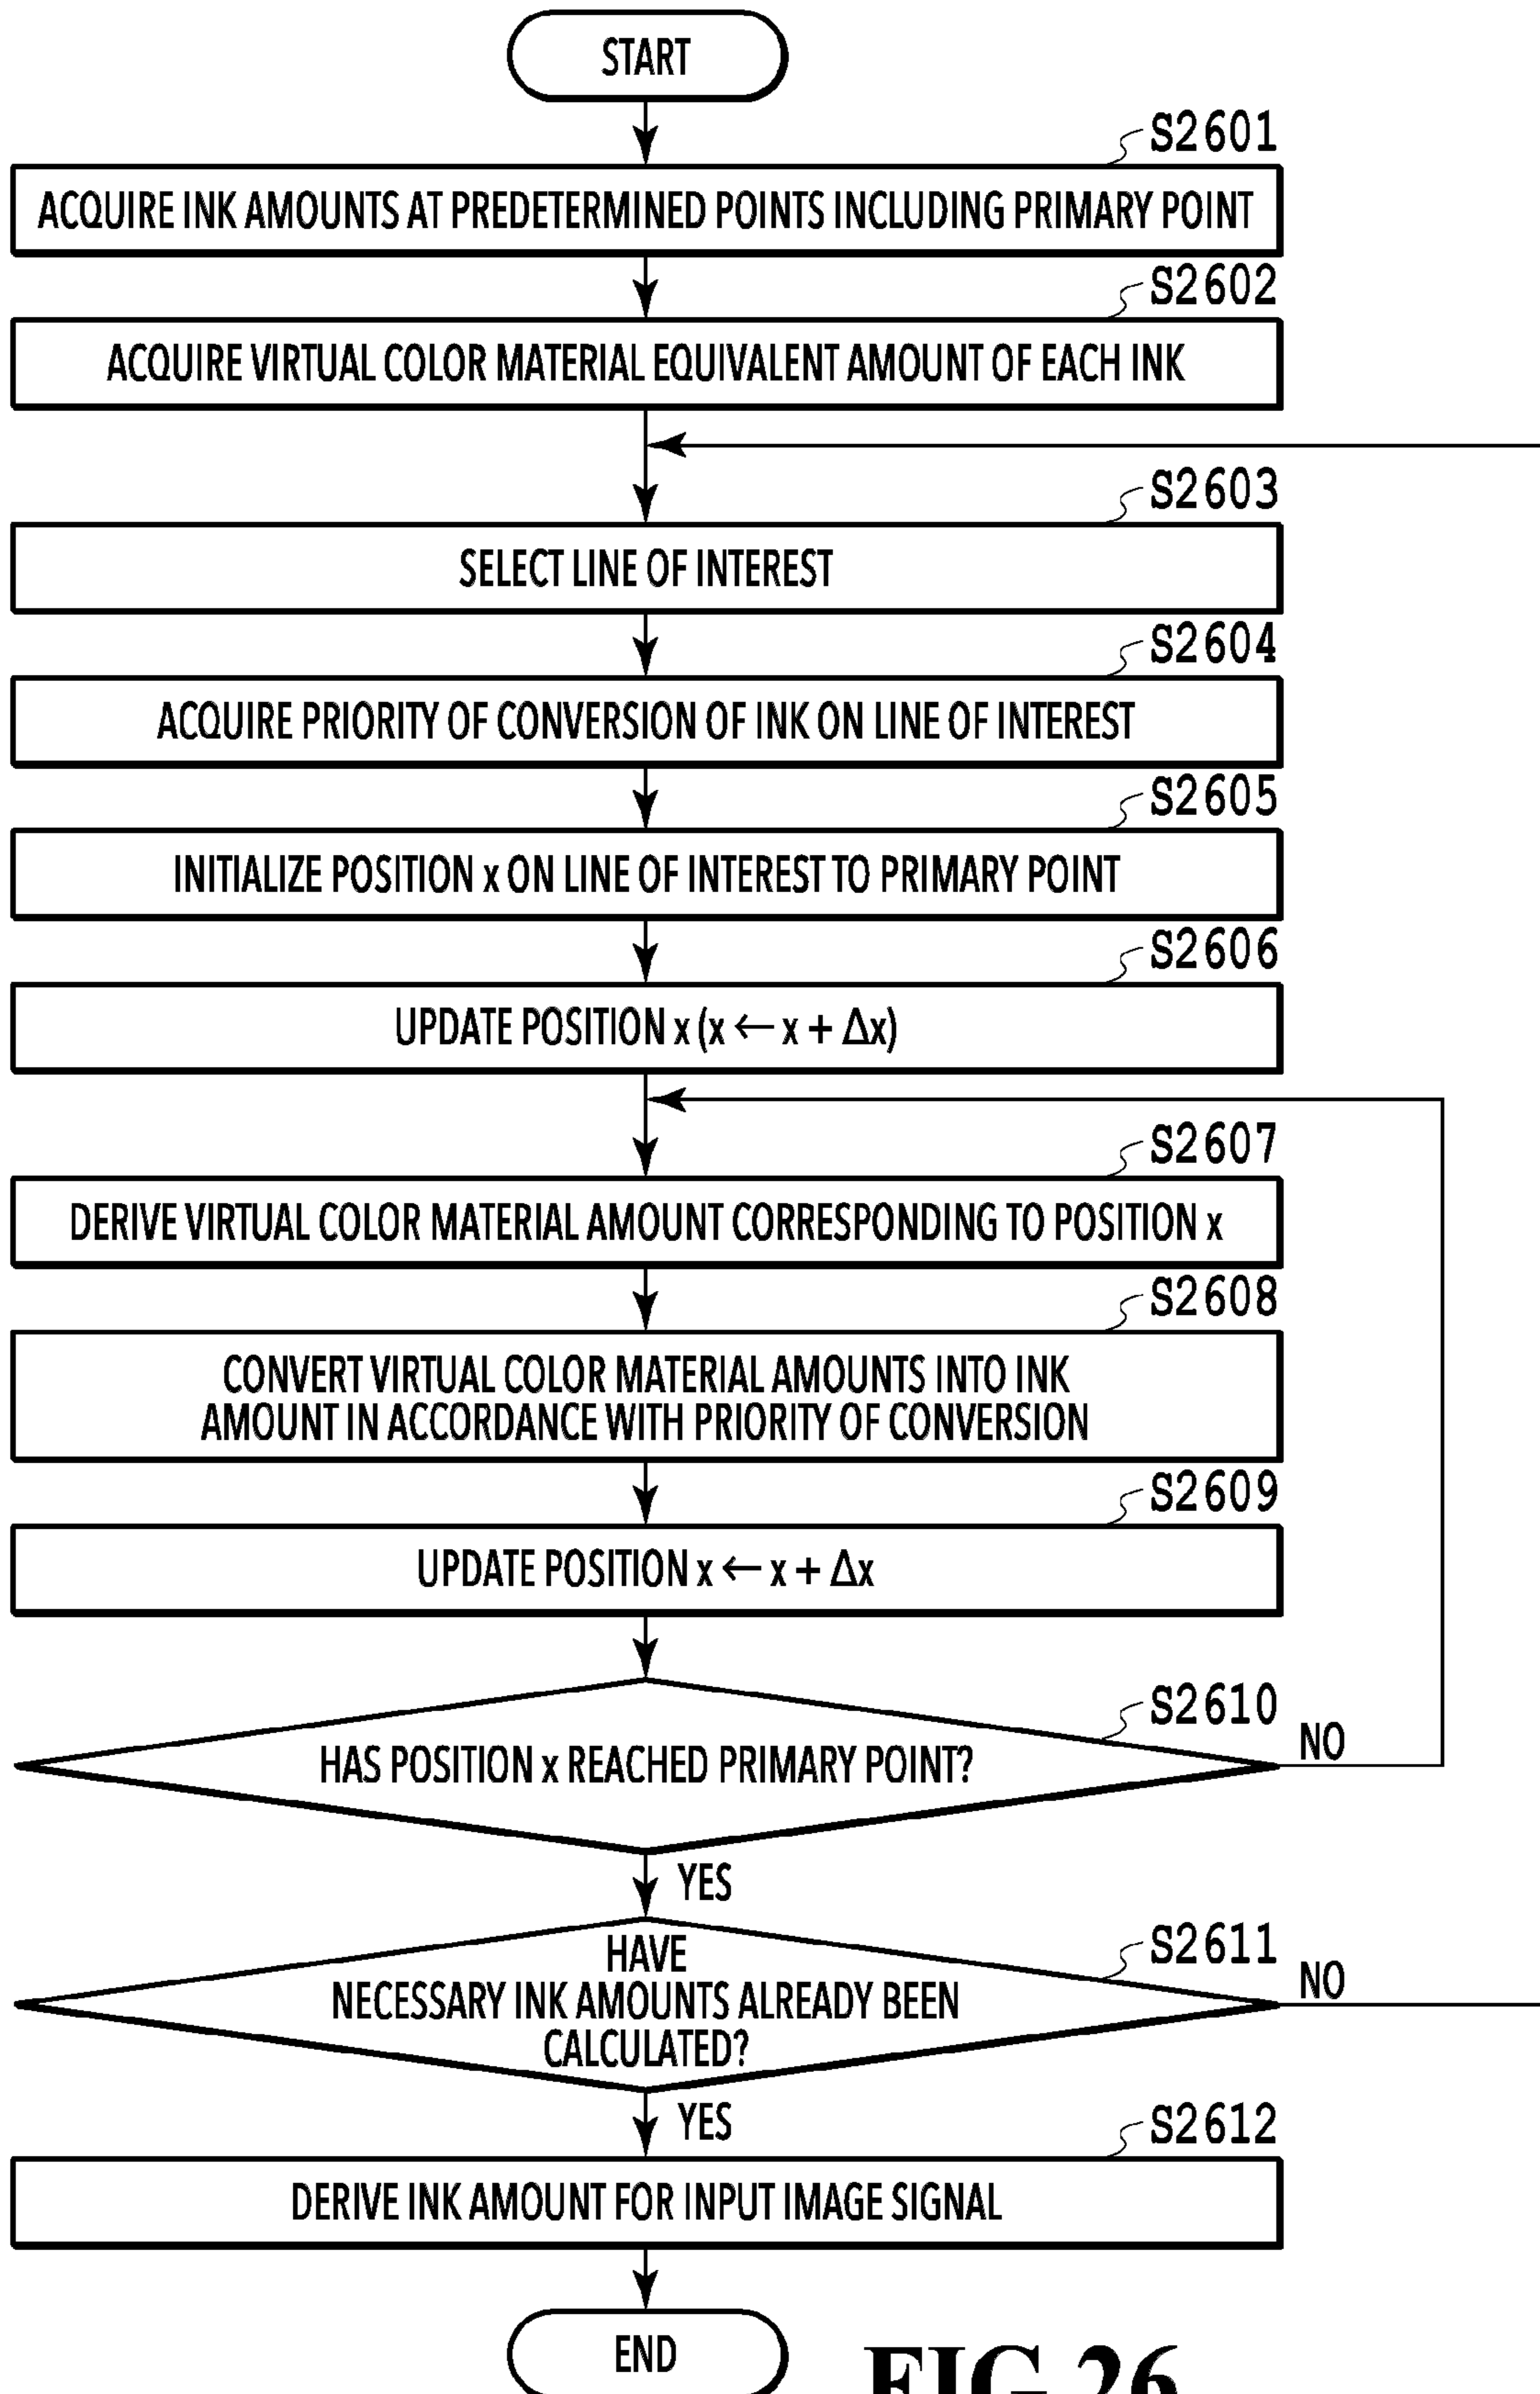 START
S2601
ACQUIRE INK AMOUNTS AT PREDETERMINED POINTS INCLUDING PRIMARY POINT
S2602
ACQUIRE VIRTUAL COLOR MATERIAL EQUIVALENT AMOUNT OF EACH INK
S2603
SELECT LINE OF INTEREST
S2604
ACQUIRE PRIORITY OF CONVERSION OF INK ON LINE OF INTEREST
S2605
INITIALIZE POSITION x ON LINE OF INTEREST TO PRIMARY POINT
S2606
UPDATE POSITION x (x ← x + Δx)
S2607
DERIVE VIRTUAL COLOR MATERIAL AMOUNT CORRESPONDING TO POSITION x
S2608
CONVERT VIRTUAL COLOR MATERIAL AMOUNTS INTO INK
AMOUNT IN ACCORDANCE WITH PRIORITY OF CONVERSION
S2609
UPDATE POSITION x ← x + Δx
S2610
HAS POSITION x REACHED PRIMARY POINT?
NO
YES
S2611
HAVE
NECESSARY INK AMOUNTS ALREADY BEEN
CALCULATED?
NO
YES
S2612
DERIVE INK AMOUNT FOR INPUT IMAGE SIGNAL
END
FIG.26